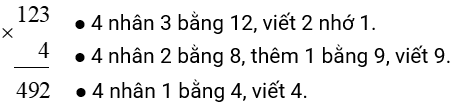 123 ● 4 nhân 3 bằng 12, viết 2 nhớ 1.
×
4 ● 4 nhân 2 bằng 8, thêm 1 bằng 9, viết 9.
492 ● 4 nhân 1 bằng 4, viết 4.